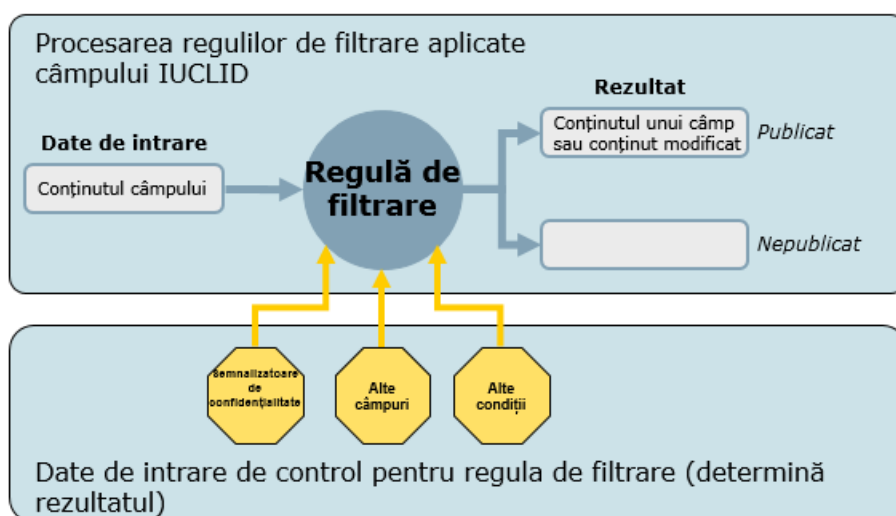 Procesarea regulilor de filtrare aplicate
câmpului IUCLID
Date de intrare
Conținutul câmpului
Regulă de
filtrare
Rezultat
Conținutul unui câmp
sau conținut modificat
Publicat
Nepublicat
Semnalizatoare
de
confidențialitate
Alte
câmpuri
Alte
condiții
Date de intrare de control pentru regula de filtrare (determină
rezultatul)